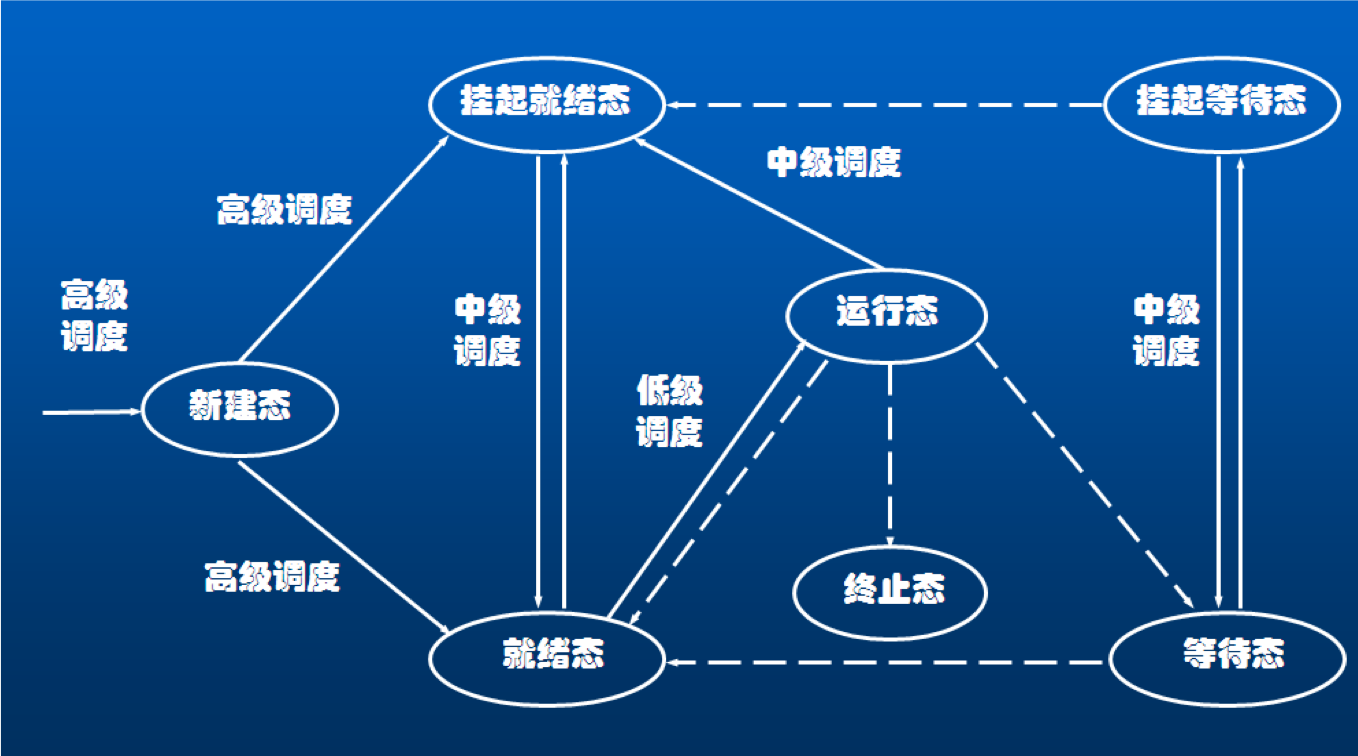 挂起就绪态
挂起等待态
中级调度
高级调度
高级
调度
中级
调度
运行态
中级
调度
新建态
低级
调度
高级调度
终止态
就绪态
等待态